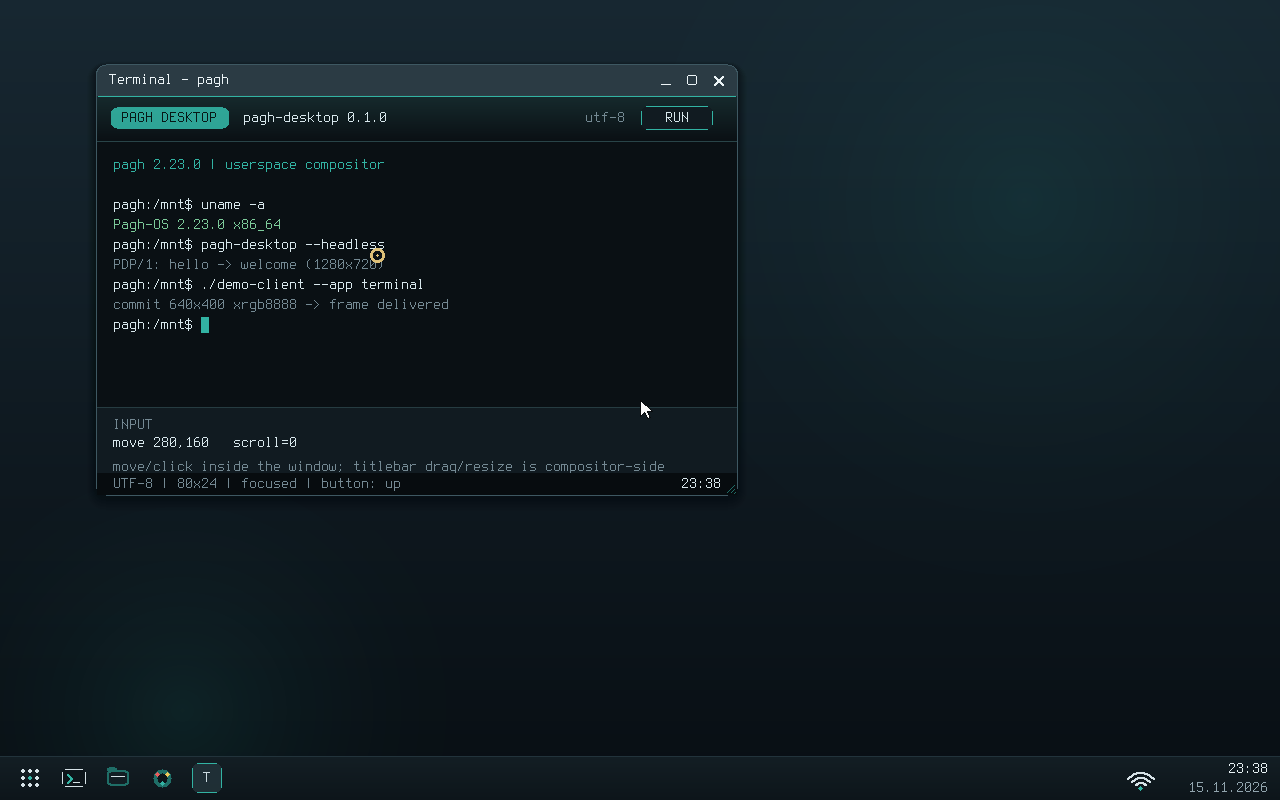 Terminal - pagh
PAGH DESKTOP pagh-desktop 0.1.0 utf-8 | RUN |
pagh 2.23.0 | userspace compositor
pagh:/mnt$ uname -a
Pagh-OS 2.23.0 x86_64
pagh:/mnt$ pagh-desktop --headless
PDP/1: hello -> welcome (1280x720)
pagh:/mnt$ ./demo-client --app terminal
commit 640x400 xrgb8888 -> frame delivered
pagh:/mnt$
INPUT
move 280,160 scroll=0
move/click inside the window; titlebar drag/resize is compositor-side
UTF-8 | 80x24 | focused | button: up 23:38
T
23:38
15.11.2026